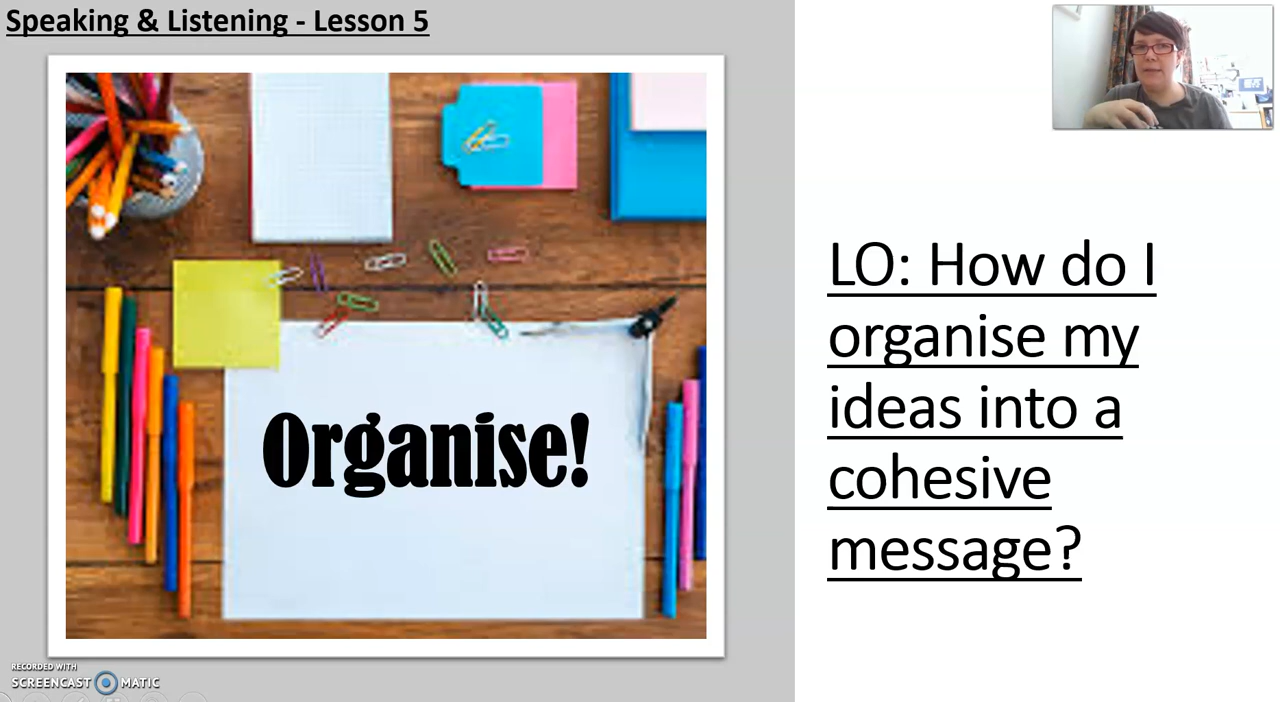 Speaking & Listening - Lesson 5
Organise!
LO: How do I
organise my
ideas into a
cohesive
message?
RECORDED WITH
SCREENCAST MATIC